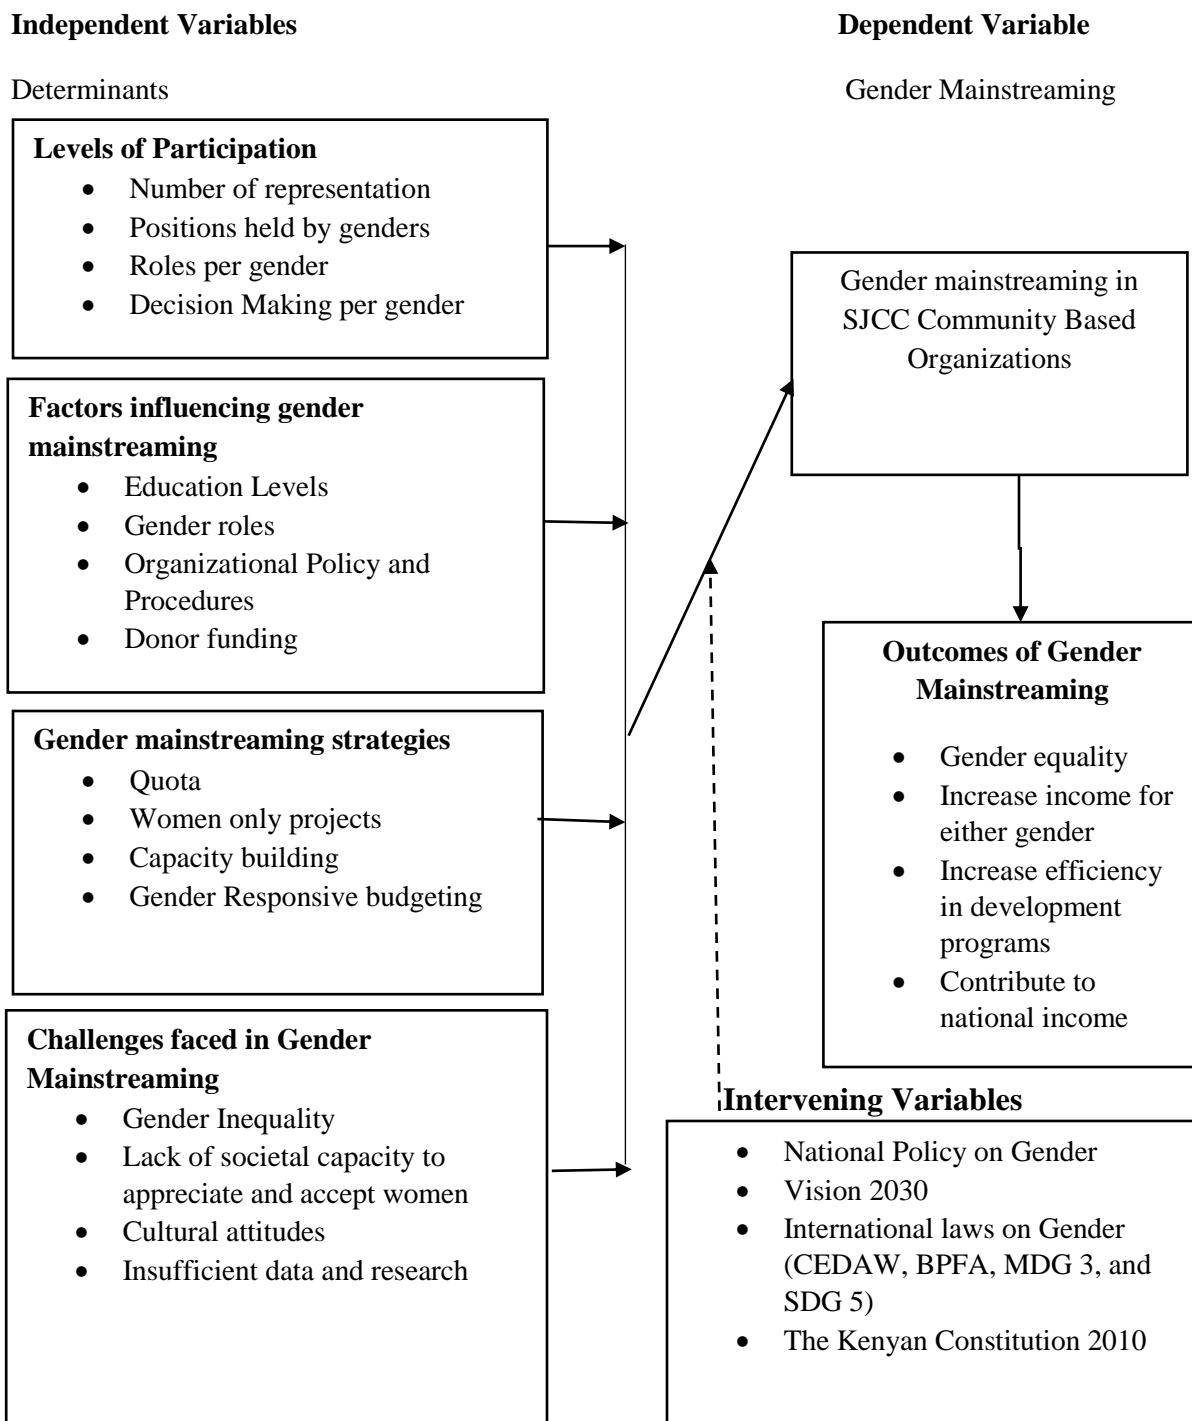 Independent Variables
Dependent Variable
Determinants
Gender Mainstreaming
Levels of Participation
• Number of representation
• Positions held by genders
• Roles per gender
• Decision Making per gender
Factors influencing gender
mainstreaming
• Education Levels
• Gender roles
• Organizational Policy and
Procedures
• Donor funding
Gender mainstreaming strategies
• Quota
• Women only projects
• Capacity building
• Gender Responsive budgeting
Challenges faced in Gender
Mainstreaming
• Gender Inequality
• Lack of societal capacity to
appreciate and accept women
• Cultural attitudes
• Insufficient data and research
Gender mainstreaming in
SJCC Community Based
Organizations
Outcomes of Gender
Mainstreaming
• Gender equality
• Increase income for
either gender
• Increase efficiency
in development
programs
• Contribute to
national income
Intervening Variables
• National Policy on Gender
• Vision 2030
• International laws on Gender
(CEDAW, BPFA, MDG 3, and
SDG 5)
• The Kenyan Constitution 2010